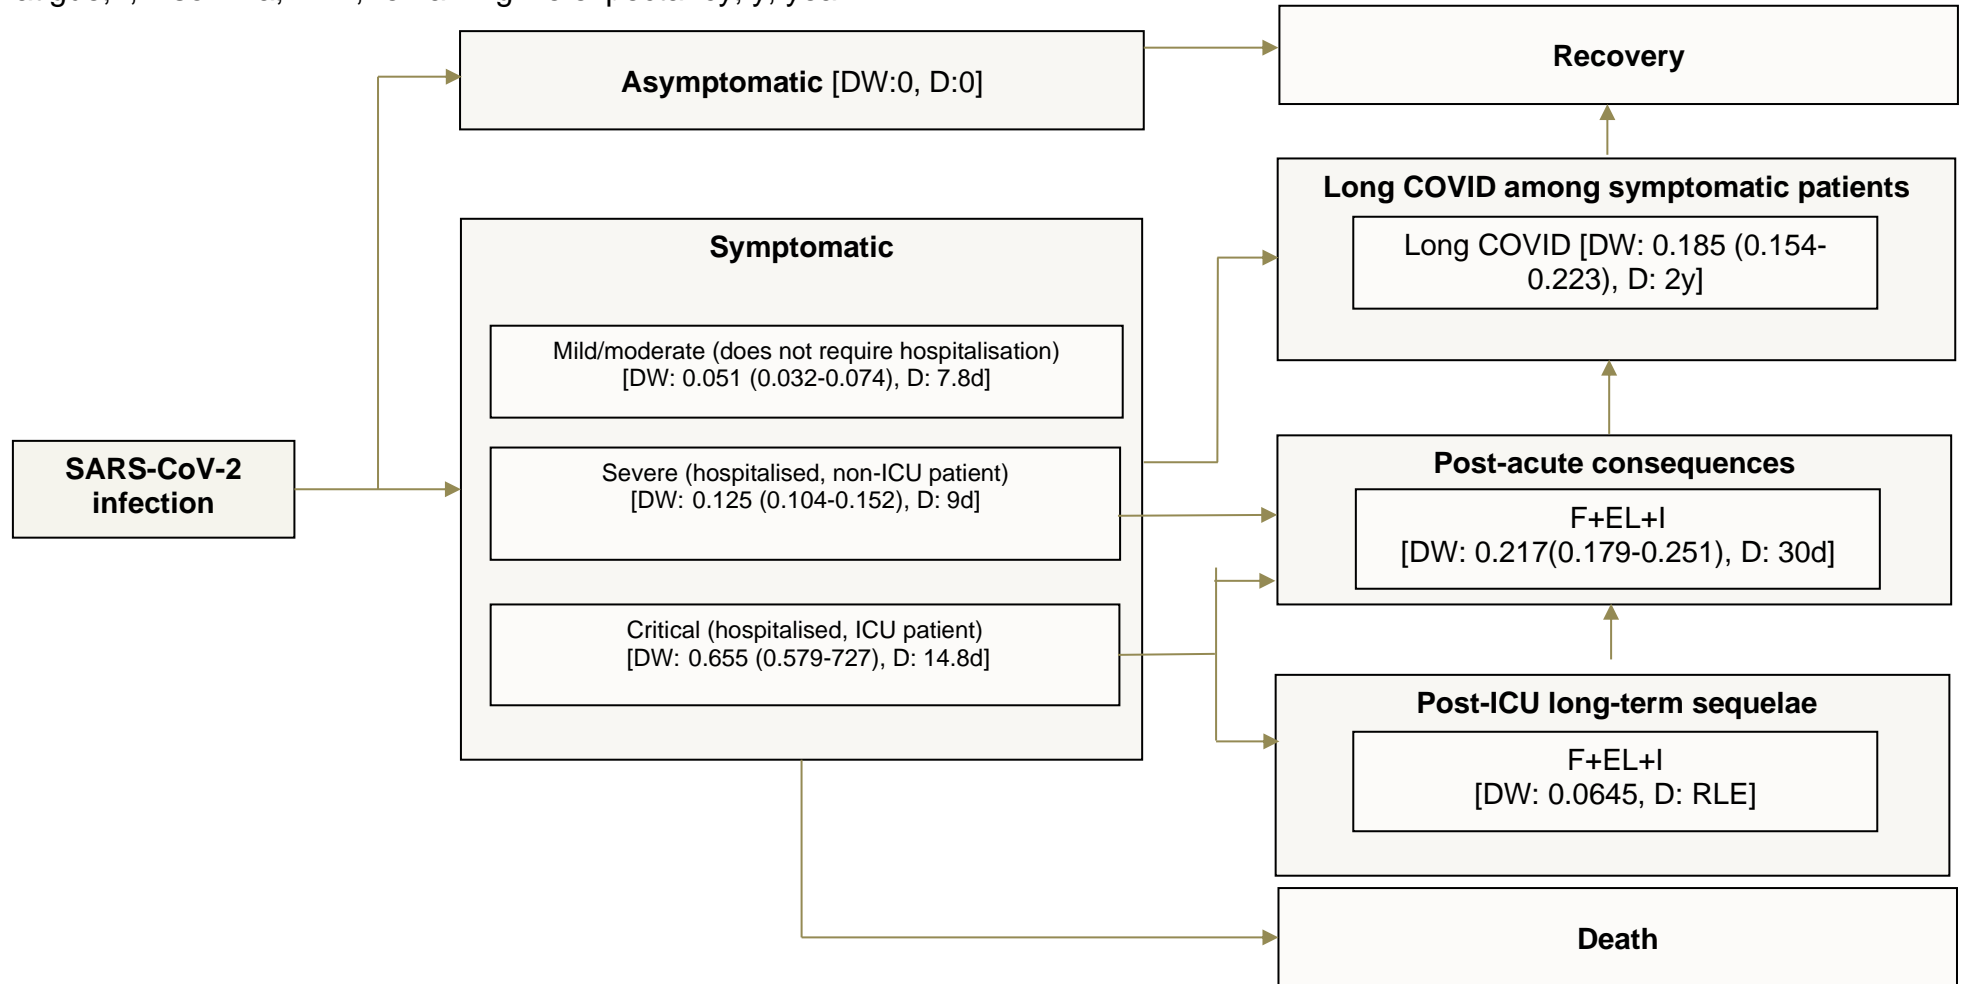 Recovery
Asymptomatic [DW:0, D:0]
Long COVID among symptomatic patients
Long COVID [DW: 0.185 (0.154-
0.223), D: 2y]
Symptomatic
Mild/moderate (does not require hospitalisation)
[DW: 0.051 (0.032-0.074), D: 7.8d]
SARS-CoV-2
infection
Severe (hospitalised, non-ICU patient)
[DW: 0.125 (0.104-0.152), D: 9d]
Post-acute consequences
F+EL+I
[DW: 0.217(0.179-0.251), D: 30d]
Critical (hospitalised, ICU patient)
[DW: 0.655 (0.579-727), D: 14.8d]
Post-ICU long-term sequelae
F+EL+I
[DW: 0.0645, D: RLE]
Death